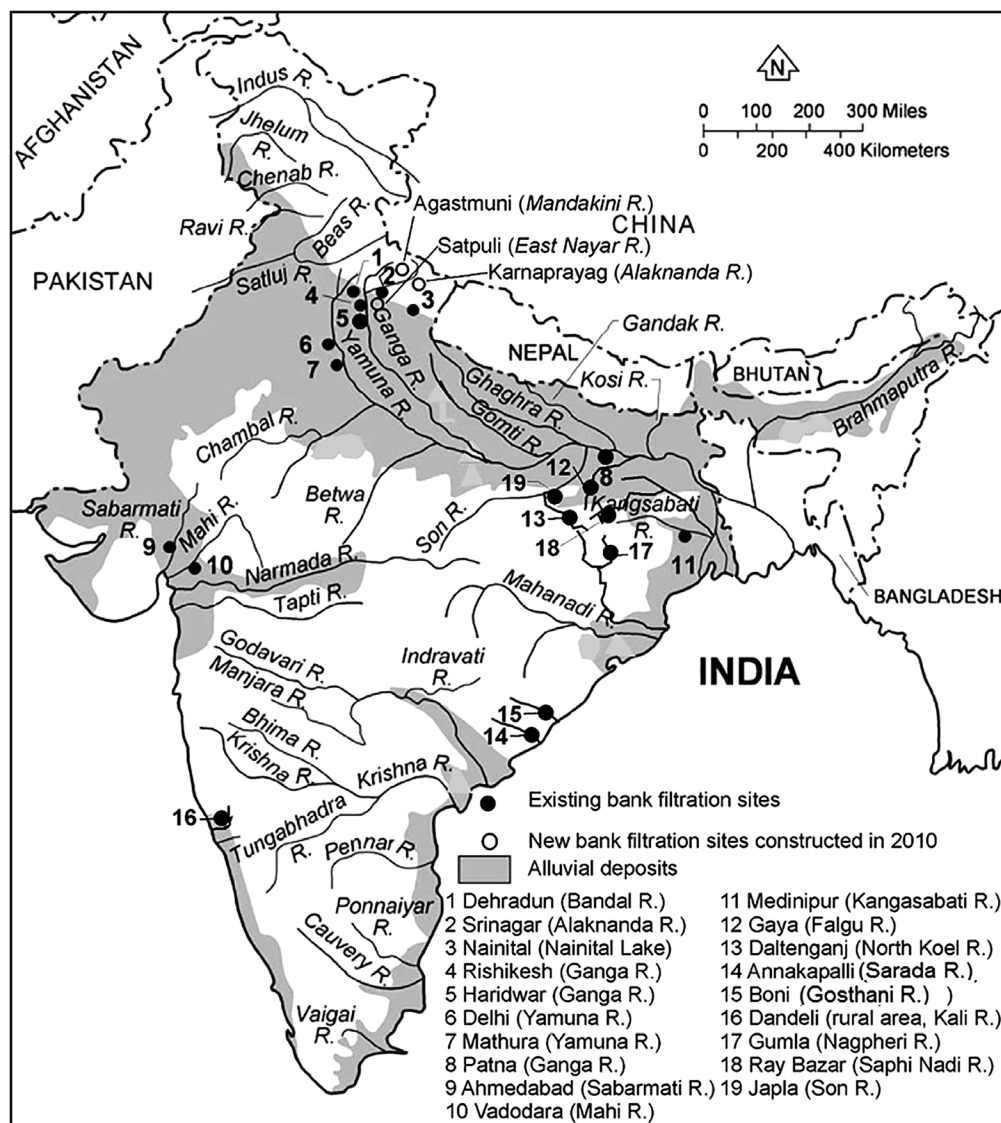 AFGHANISTAN
Indus R.
Jhelum
R.
Chenab R.
Ravi R.
Beas R.
Satluj R.
PAKISTAN
N
0 100 200 300 Miles
0 200 400 Kilometers
Agastmuni (Mandakini R.)
CHINA
Satpuli (East Nayar R.)
Karnaprayag (Alaknanda R.)
1
2
3
4
5
6
7
Ganga R.
Yamuna R.
NEPAL
Gandak R.
BHUTAN
Kosi R.
Brahmaputra R.
Ghaghra R.
Gomti R.
Chambal R.
Betwa
R.
Son R.
12
8
19
13
18
Kangsabati
R.
17
11
Sabarmati
R.
Mahi R.
9
10
Narmada R.
Tapti R.
Mahanadi R.
BANGLADESH
INDIA
Godavari R.
Manjara R.
Indravati
R.
15
14
Bhima R.
Krishna R.
Krishna R.
16
Tungabhadra
R.
Pennar R.
Ponnaiyar
R.
Cauvery R.
Vaigai
R.
Existing bank filtration sites
New bank filtration sites constructed in 2010
Alluvial deposits
1 Dehradun (Bandal R.)
2 Srinagar (Alaknanda R.)
3 Nainital (Nainital Lake)
4 Rishikesh (Ganga R.)
5 Haridwar (Ganga R.)
6 Delhi (Yamuna R.)
7 Mathura (Yamuna R.)
8 Patna (Ganga R.)
9 Ahmedabad (Sabarmati R.)
10 Vadodara (Mahi R.)
11 Medinipur (Kangasabati R.)
12 Gaya (Falgu R.)
13 Daltenganj (North Koel R.)
14 Annakapalli (Sarada R.)
15 Boni (Gosthani R. )
16 Dandeli (rural area, Kali R.)
17 Gumla (Nagpheri R.)
18 Ray Bazar (Saphi Nadi R.)
19 Japla (Son R.)